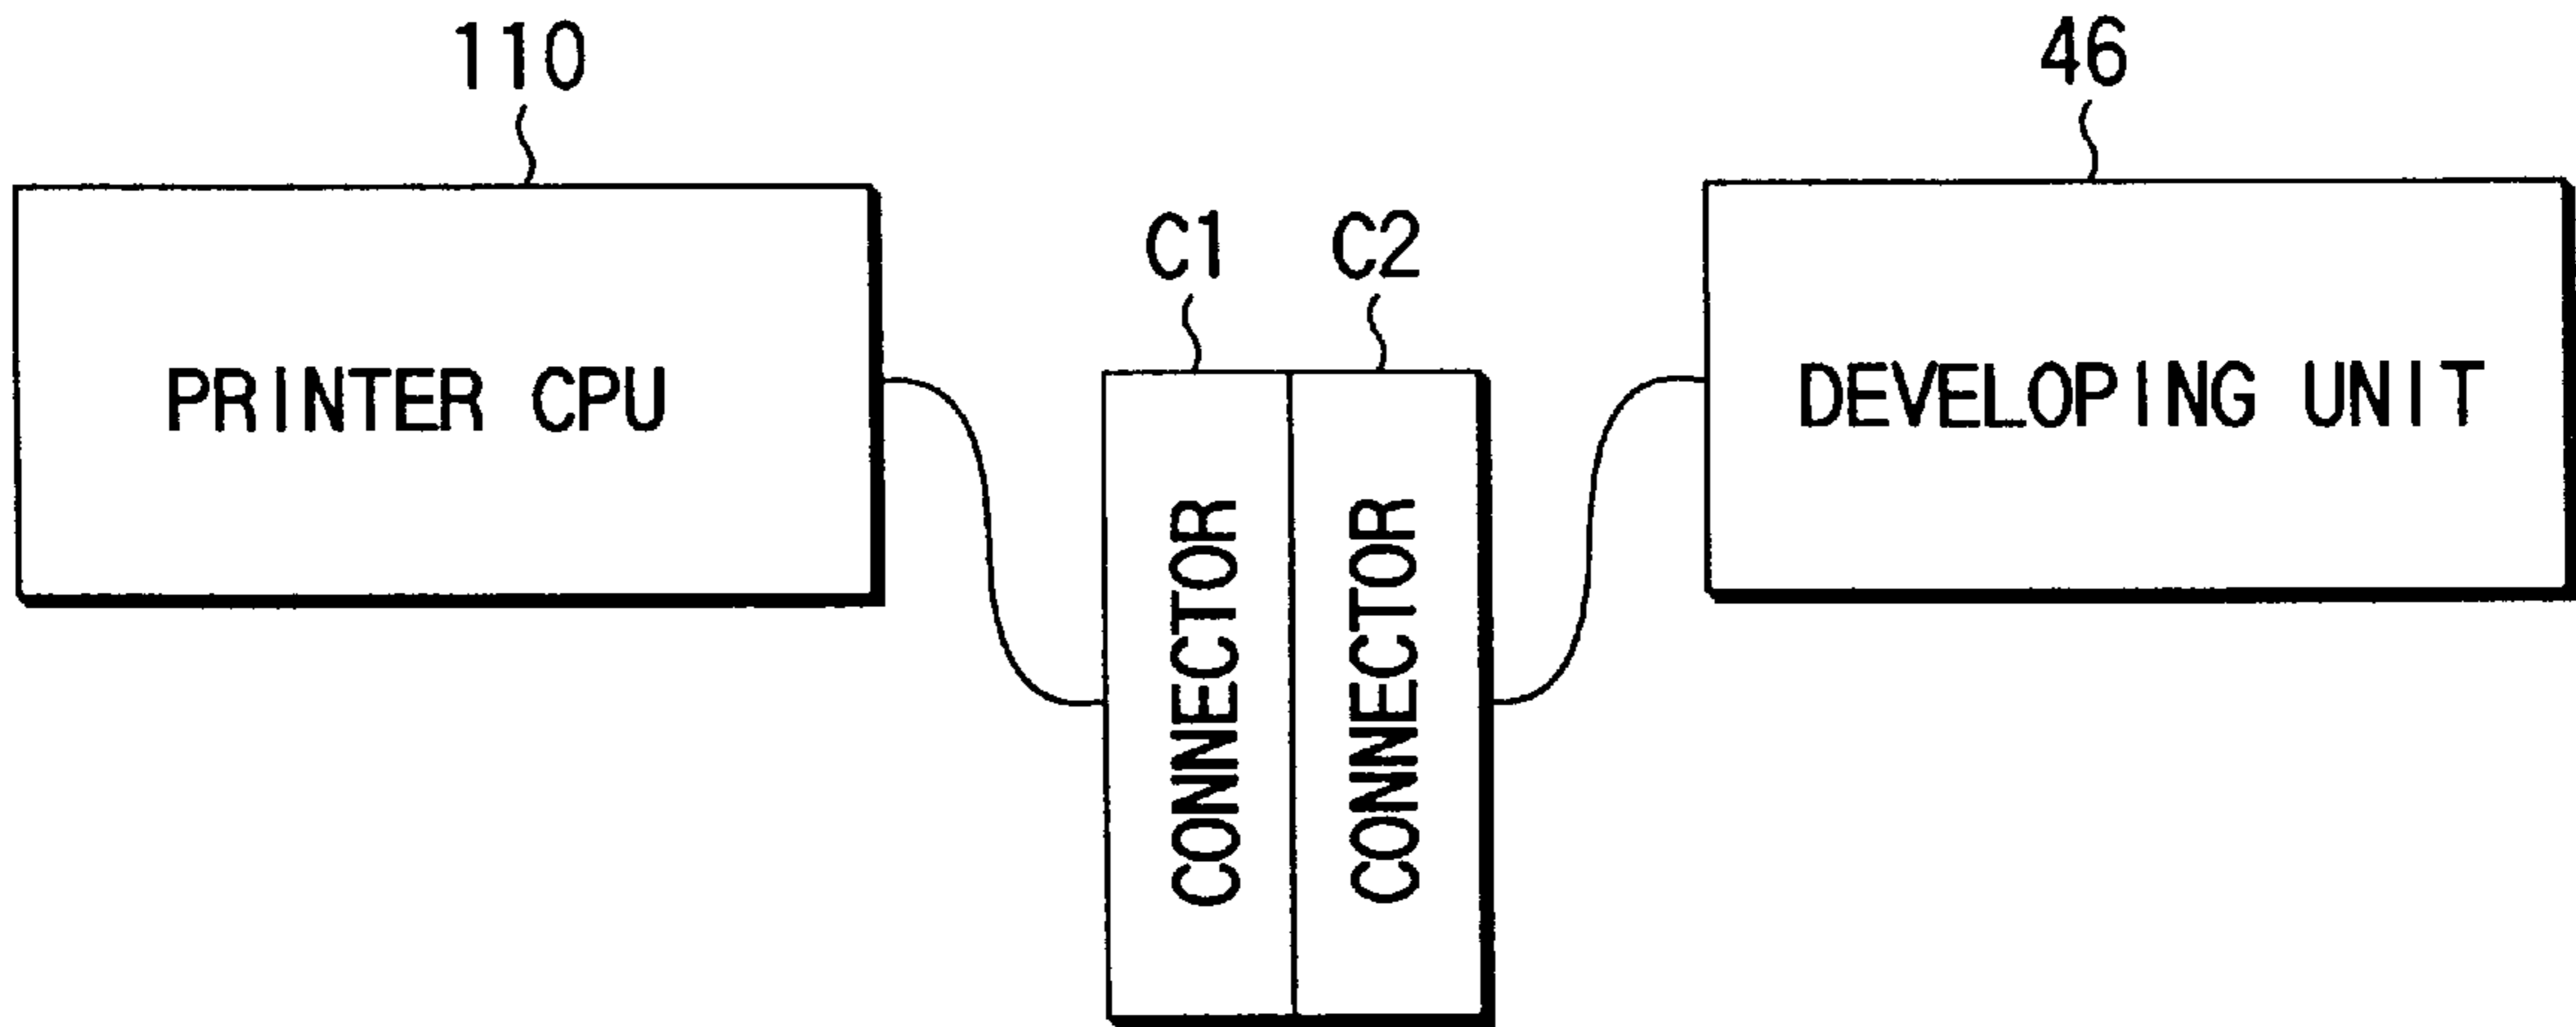 110
46
C1 C2
PRINTER CPU
DEVELOPING UNIT
CONNECTOR
CONNECTOR